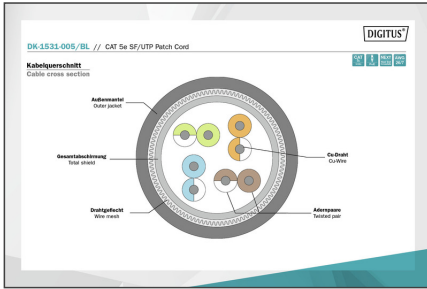 DIGITUS®
DK-1531-005/BL // CAT 5e SF/UTP Patch Cord
Kabelquerschnitt
Cable cross section
Außenmantel
Outer jacket
Gesamtabschirmung
Total shield
Cu-Draht
Cu-Wire
Drahtgeflecht
Wire mesh
Adernpaare
Twisted pair